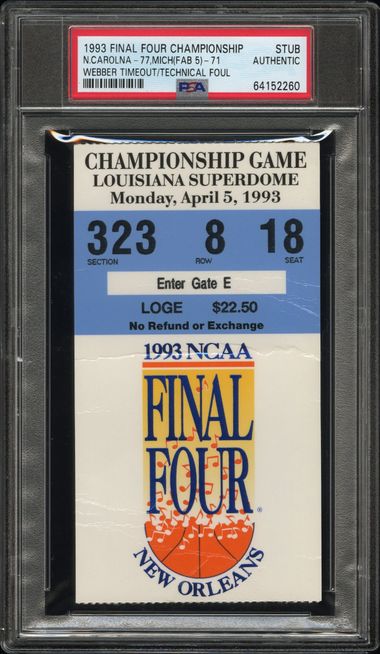 1993 FINAL FOUR CHAMPIONSHIP STUB
N.CAROLNA - 77,MICH(FAB 5)- 71 AUTHENTIC
WEBBER TIMEOUT/TECHNICAL FOUL
PSA 64152260
CHAMPIONSHIP GAME
LOUISIANA SUPERDOME
Monday, April 5, 1993
323 8 18
SECTION ROW SEAT
Enter Gate E
LOGE $22.50
No Refund or Exchange
1993 NCAA
FINAL
FOUR®
NEW ORLEANS